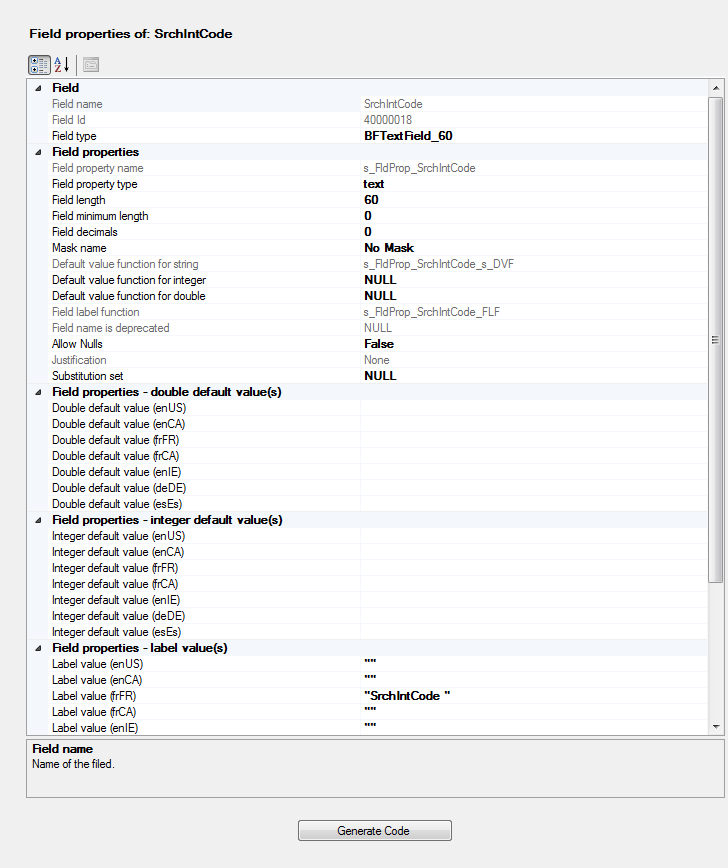 Field properties of: SrchIntCode
Field
Field name SrchIntCode
Field Id 40000018
Field type BFTextField_60
Field properties
Field property name s_FldProp_SrchIntCode
Field property type text
Field length 60
Field minimum length 0
Field decimals 0
Mask name No Mask
Default value function for string s_FldProp_SrchIntCode_s_DVF
Default value function for integer NULL
Default value function for double NULL
Field label function s_FldProp_SrchIntCode_FLF
Field name is deprecated NULL
Allow Nulls False
Justification None
Substitution set NULL
Field properties - double default value(s)
Double default value (enUS)
Double default value (enCA)
Double default value (frFR)
Double default value (frCA)
Double default value (enIE)
Double default value (deDE)
Double default value (esEs)
Field properties - integer default value(s)
Integer default value (enUS)
Integer default value (enCA)
Integer default value (frFR)
Integer default value (frCA)
Integer default value (enIE)
Integer default value (deDE)
Integer default value (esEs)
Field properties - label value(s)
Label value (enUS) ""
Label value (enCA) ""
Label value (frFR) "SrchIntCode "
Label value (frCA) ""
Label value (enIE) ""
Field name
Name of the filed.
Generate Code